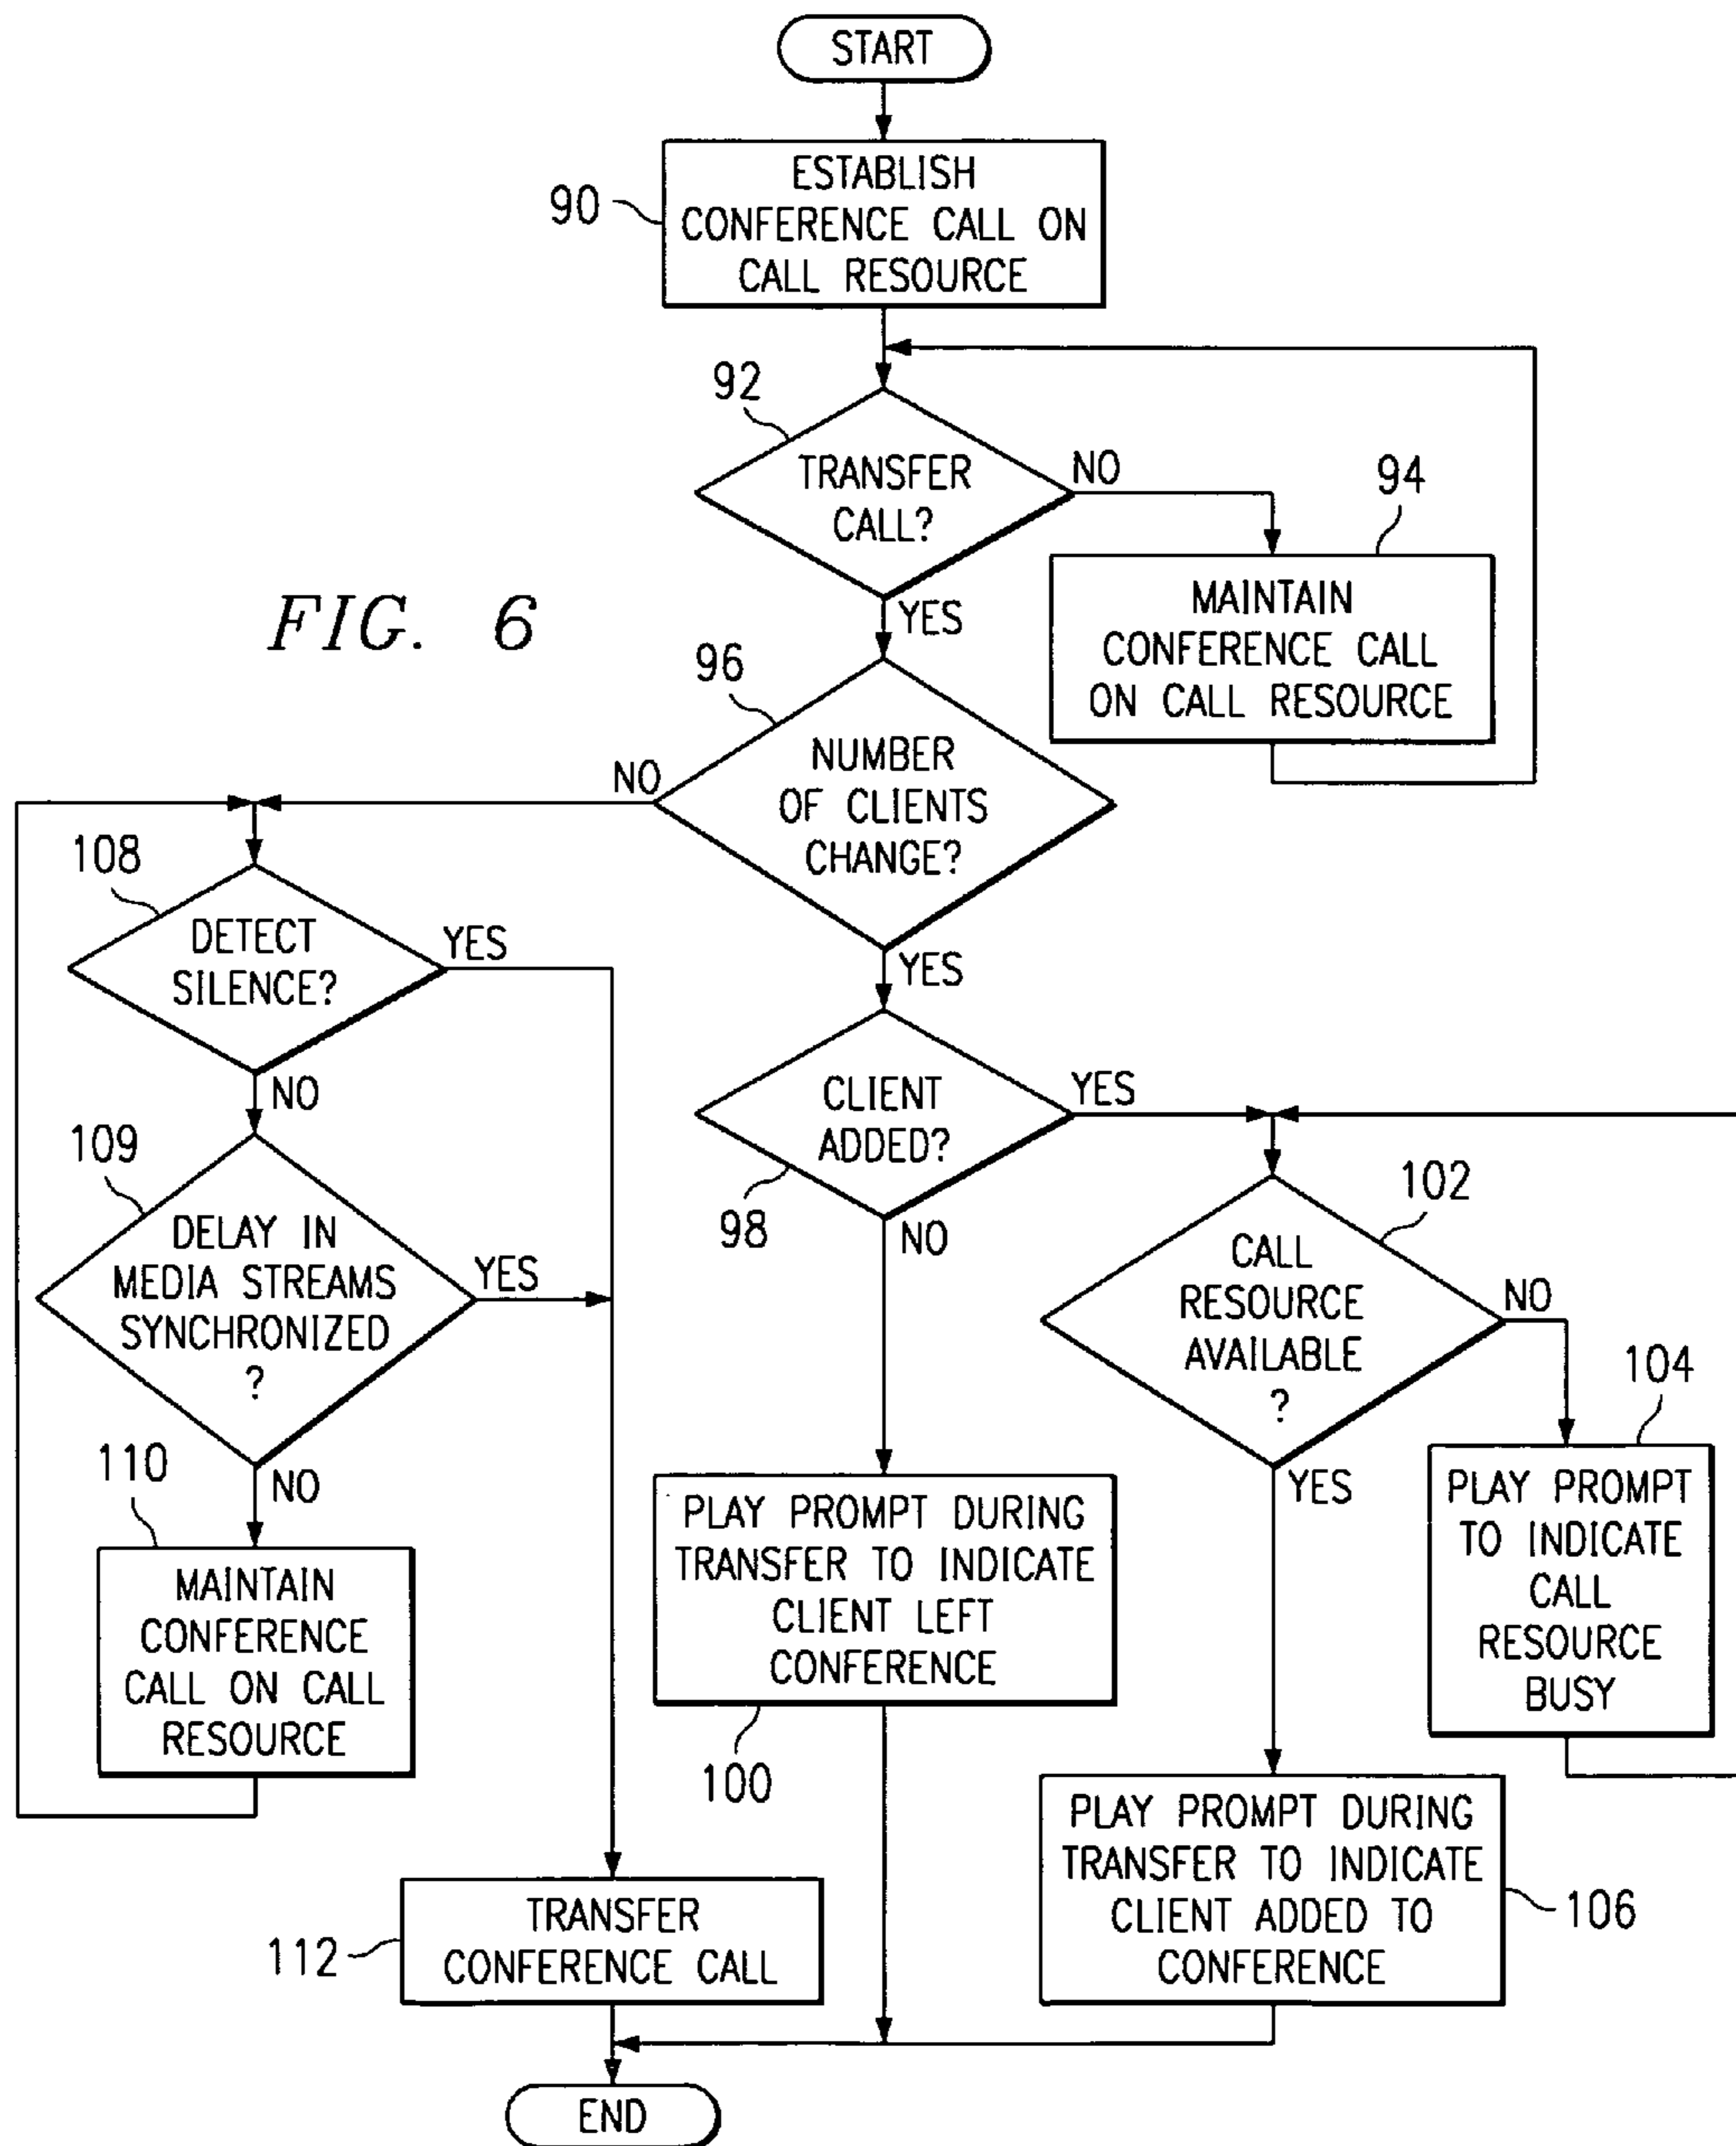 START
ESTABLISH
CONFERENCE CALL ON
CALL RESOURCE
90
92
TRANSFER
CALL?
NO
YES
94
MAINTAIN
CONFERENCE CALL
ON CALL RESOURCE
FIG. 6
96
NUMBER
OF CLIENTS
CHANGE?
NO
YES
108
DETECT
SILENCE?
YES
NO
109
DELAY IN
MEDIA STREAMS
SYNCHRONIZED
?
YES
NO
110
MAINTAIN
CONFERENCE
CALL ON CALL
RESOURCE
CLIENT
ADDED?
YES
98
NO
102
CALL
RESOURCE
AVAILABLE
?
NO
YES
104
PLAY PROMPT
TO INDICATE
CALL
RESOURCE
BUSY
PLAY PROMPT DURING
TRANSFER TO INDICATE
CLIENT LEFT
CONFERENCE
100
PLAY PROMPT DURING
TRANSFER TO INDICATE
CLIENT ADDED TO
CONFERENCE
106
TRANSFER
CONFERENCE CALL
112
END